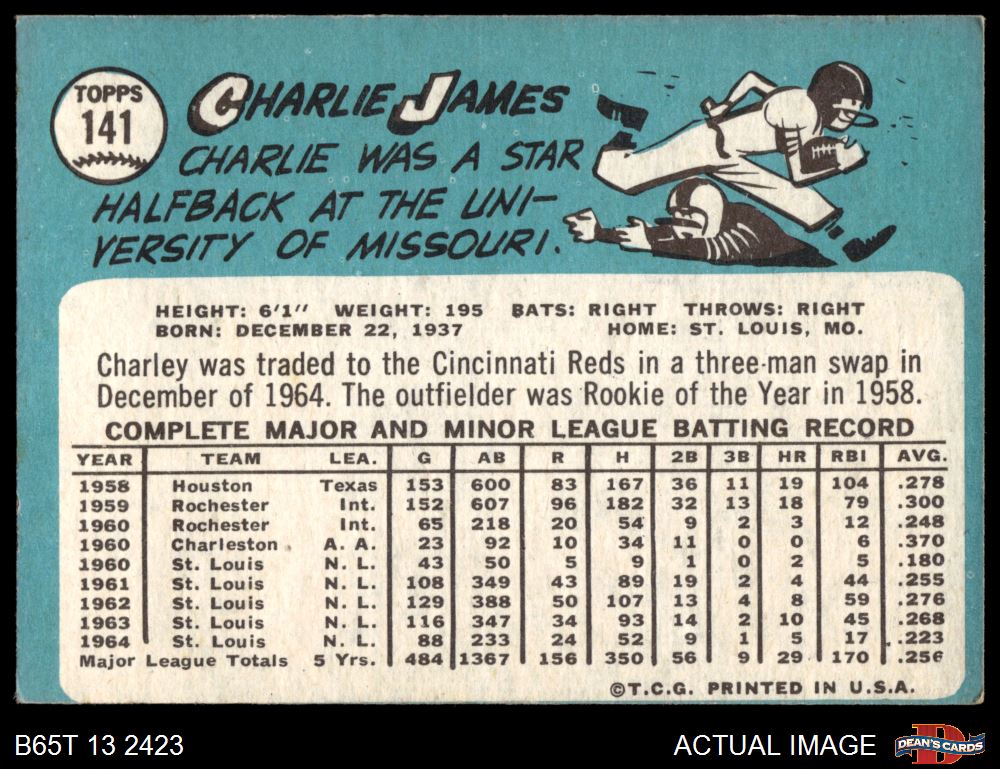 TOPPS
141
CHARLIE JAMES
CHARLIE WAS A STAR
HALFBACK AT THE UNI-
VERSITY OF MISSOURI.
HEIGHT: 6'1" WEIGHT: 195 BATS: RIGHT THROWS: RIGHT
BORN: DECEMBER 22, 1937 HOME: ST. LOUIS, MO.
Charley was traded to the Cincinnati Reds in a three-man swap in
December of 1964. The outfielder was Rookie of the Year in 1958.
COMPLETE MAJOR AND MINOR LEAGUE BATTING RECORD
YEAR TEAM LEA. G AB R H 2B 3B HR RBI AVG.
1958 Houston Texas 153 600 83 167 36 11 19 104 .278
1959 Rochester Int. 152 607 96 182 32 13 18 79 .300
1960 Rochester Int. 65 218 20 54 9 2 3 12 .248
1960 Charleston A. A. 23 92 10 34 11 0 0 6 .370
1960 St. Louis N. L. 43 50 5 9 1 0 2 5 .180
1961 St. Louis N. L. 108 349 43 89 19 2 4 44 .255
1962 St. Louis N. L. 129 388 50 107 13 4 8 59 .276
1963 St. Louis N. L. 116 347 34 93 14 2 10 45 .268
1964 St. Louis N. L. 88 233 24 52 9 1 5 17 .223
Major League Totals 5 Yrs. 484 1367 156 350 56 9 29 170 .256
©T.C.G. PRINTED IN U.S.A.
B65T 13 2423 ACTUAL IMAGE
D
DEAN'S CARDS